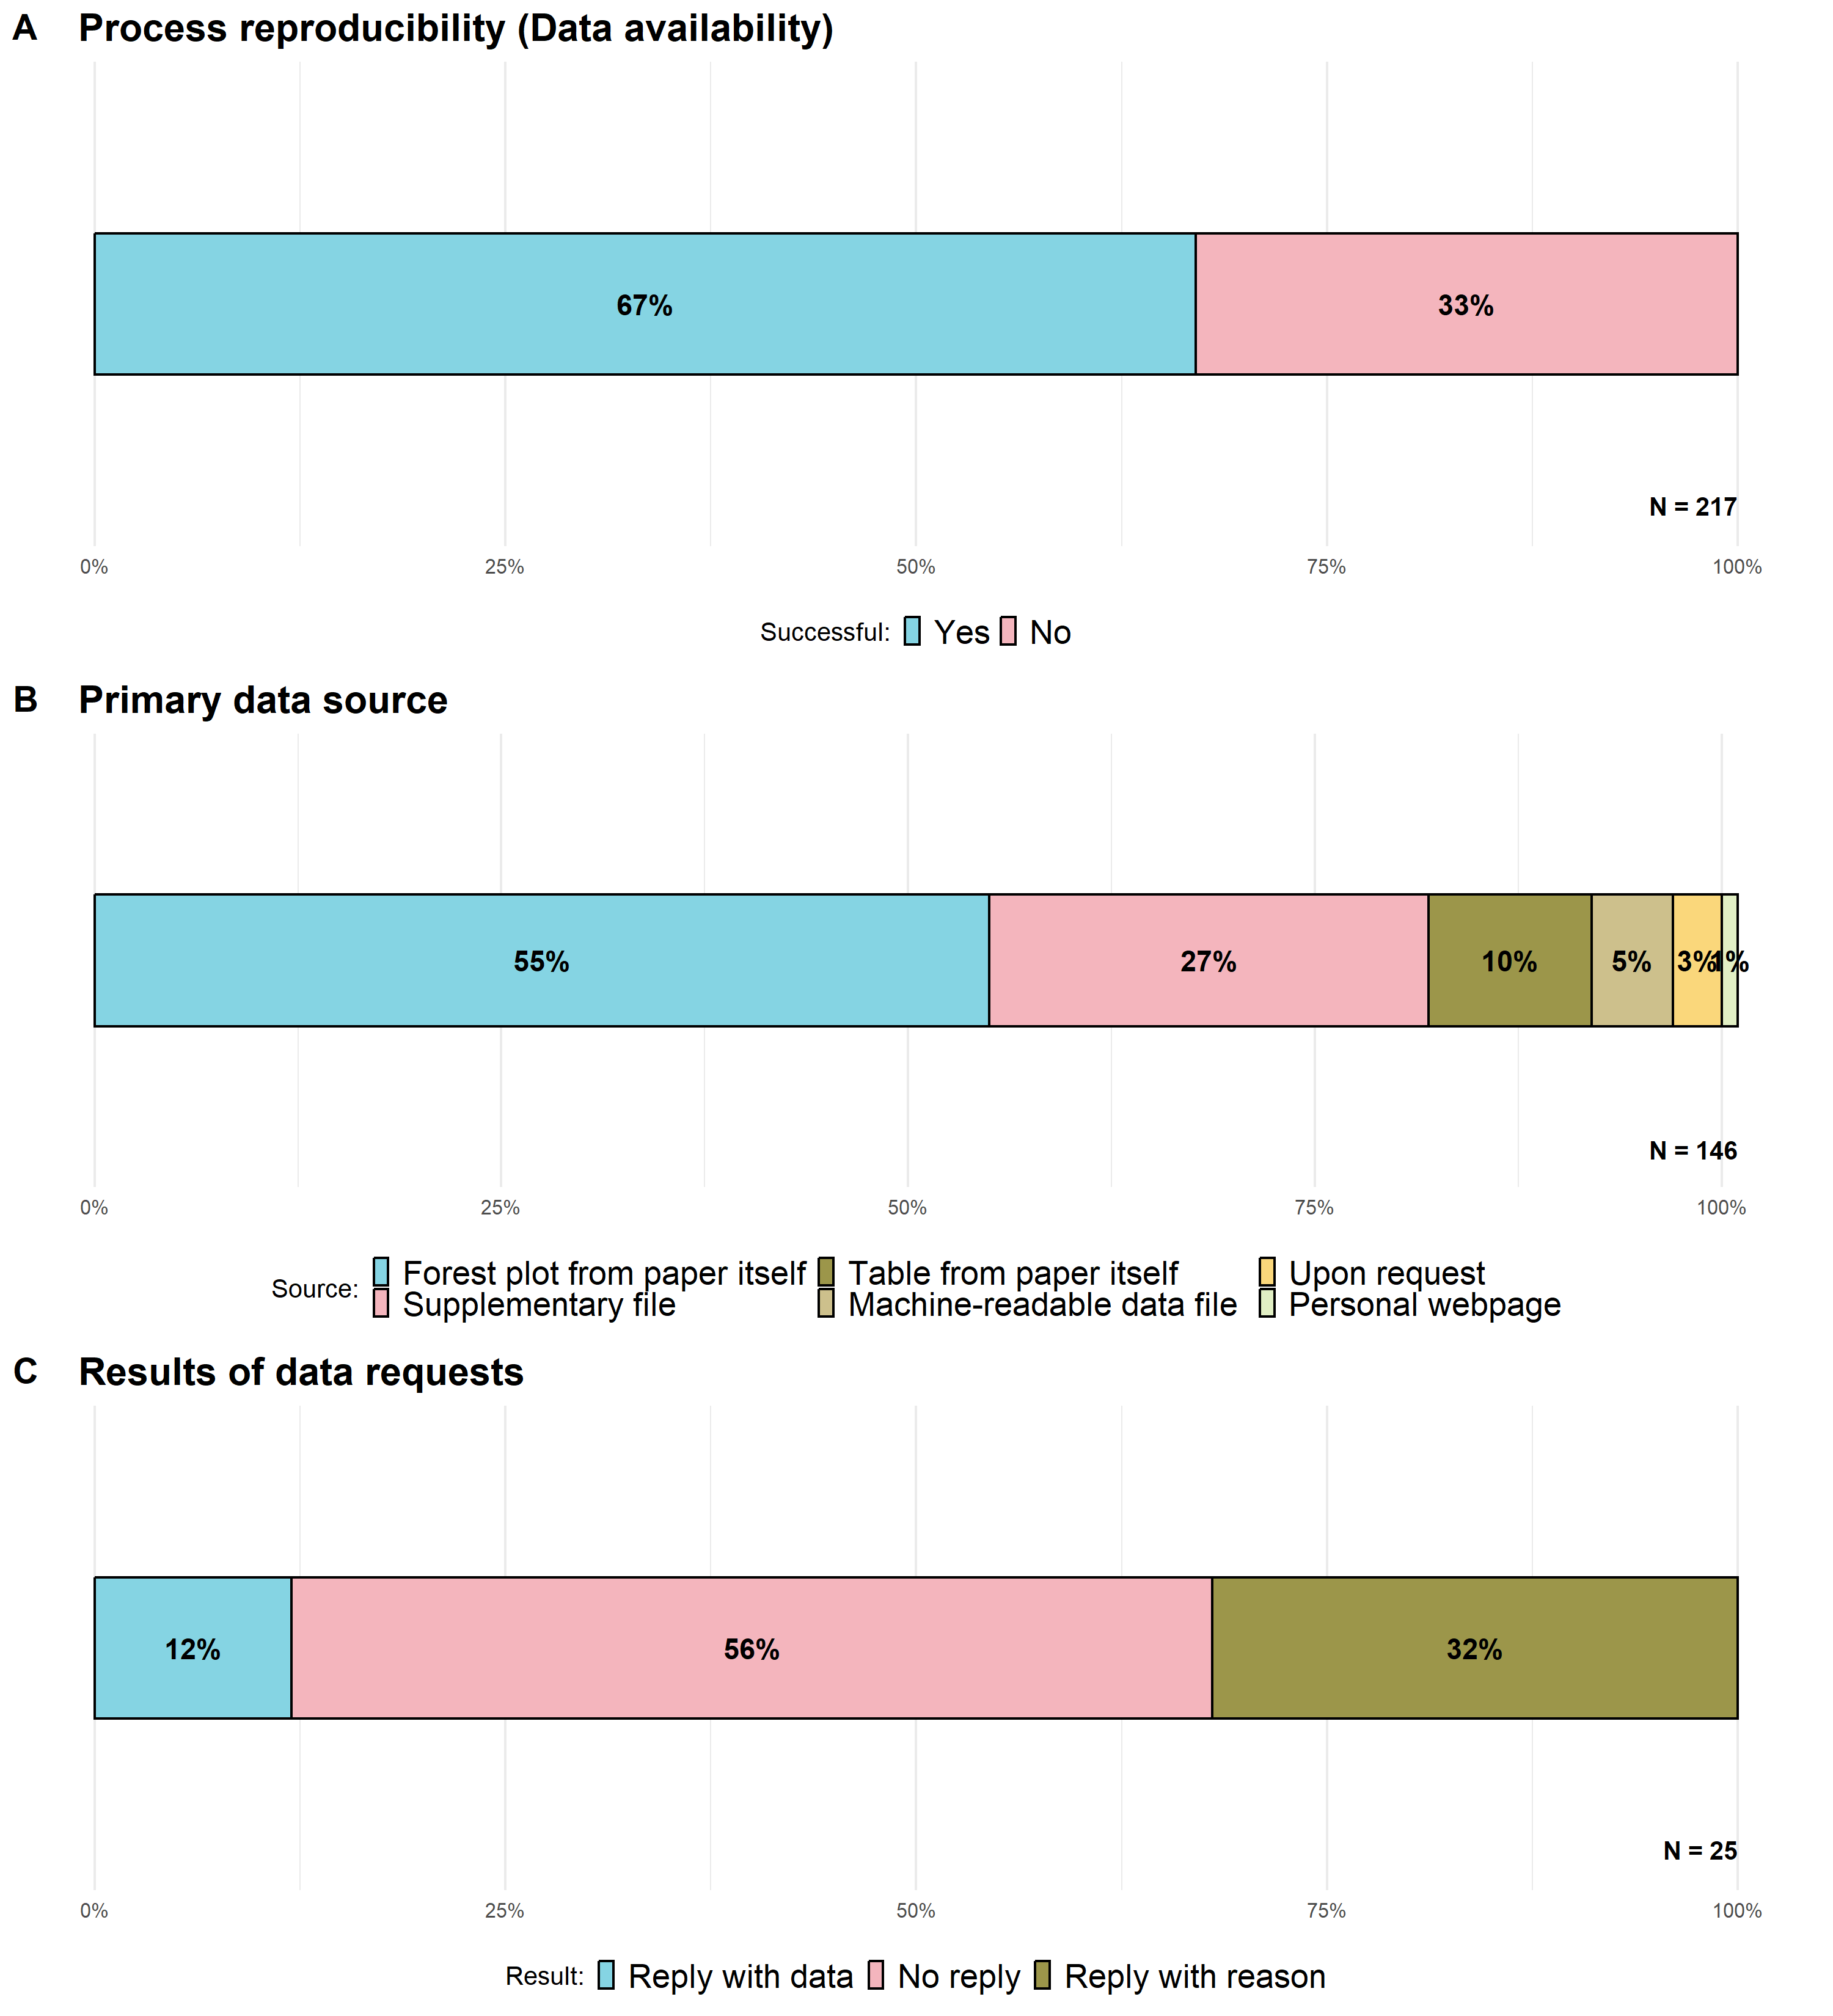 A Process reproducibility (Data availability)
67% 33%
N = 217
0% 25% 50% 75% 100%
Successful: Yes No
B Primary data source
55% 27% 10% 5% 3% 1%
N = 146
0% 25% 50% 75% 100%
Source: Forest plot from paper itself Table from paper itself Upon request
Supplementary file Machine-readable data file Personal webpage
C Results of data requests
12% 56% 32%
N = 25
0% 25% 50% 75% 100%
Result: Reply with data No reply Reply with reason